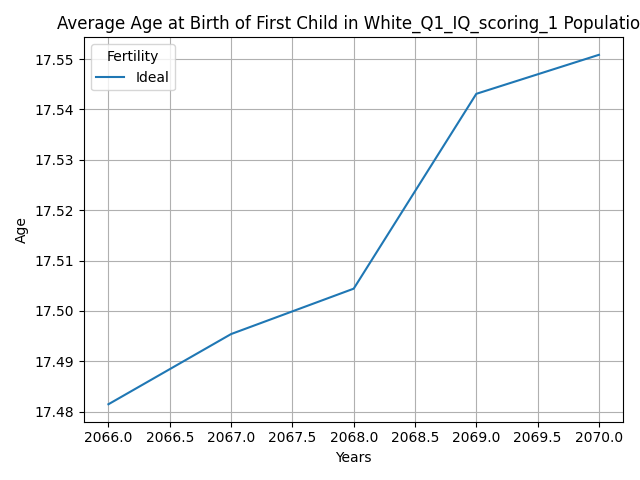 Average Age at Birth of First Child in White_Q1_IQ_scoring_1 Populatio
Fertility
Ideal
17.55
17.54
17.53
17.52
17.51
17.50
17.49
17.48
Age
2066.0 2066.5 2067.0 2067.5 2068.0 2068.5 2069.0 2069.5 2070.0
Years